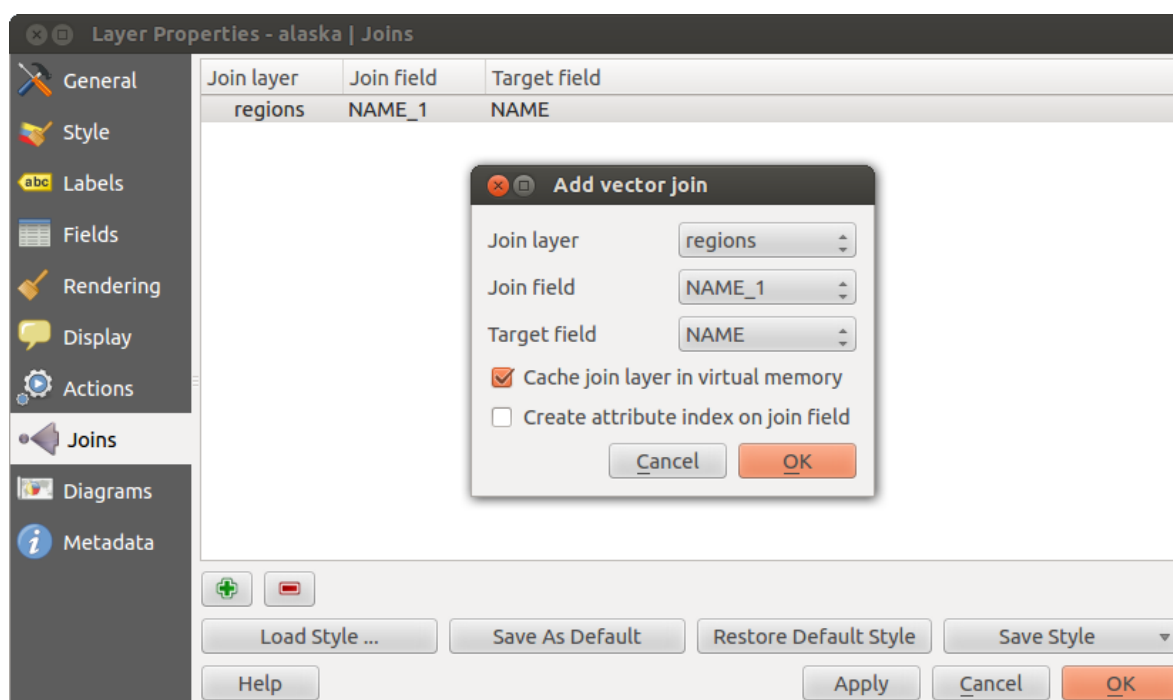 Layer Properties - alaska | Joins
General
Style
abc Labels
Fields
Rendering
Display
Actions
Joins
Diagrams
Metadata
Join layer Join field Target field
regions NAME_1 NAME
Add vector join
Join layer regions
Join field NAME_1
Target field NAME
Cache join layer in virtual memory
Create attribute index on join field
Cancel OK
Load Style ... Save As Default Restore Default Style Save Style
Help Apply Cancel OK